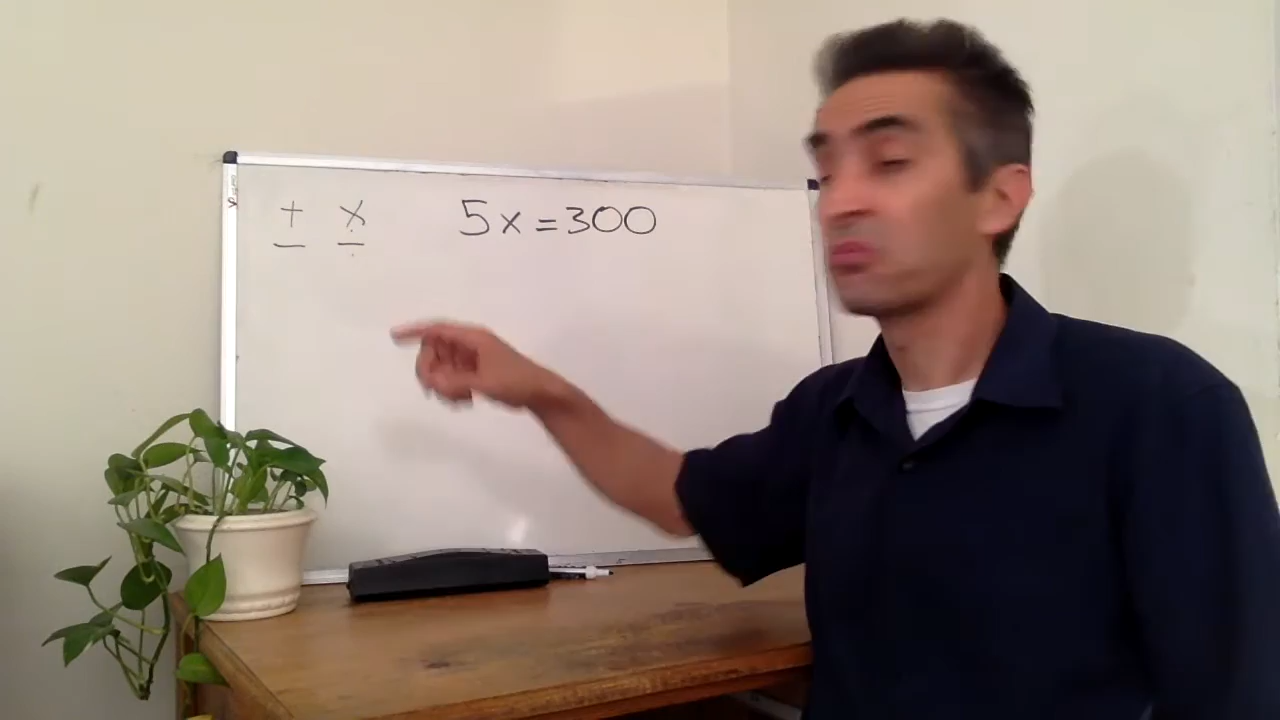 + × 5x=300
− ÷